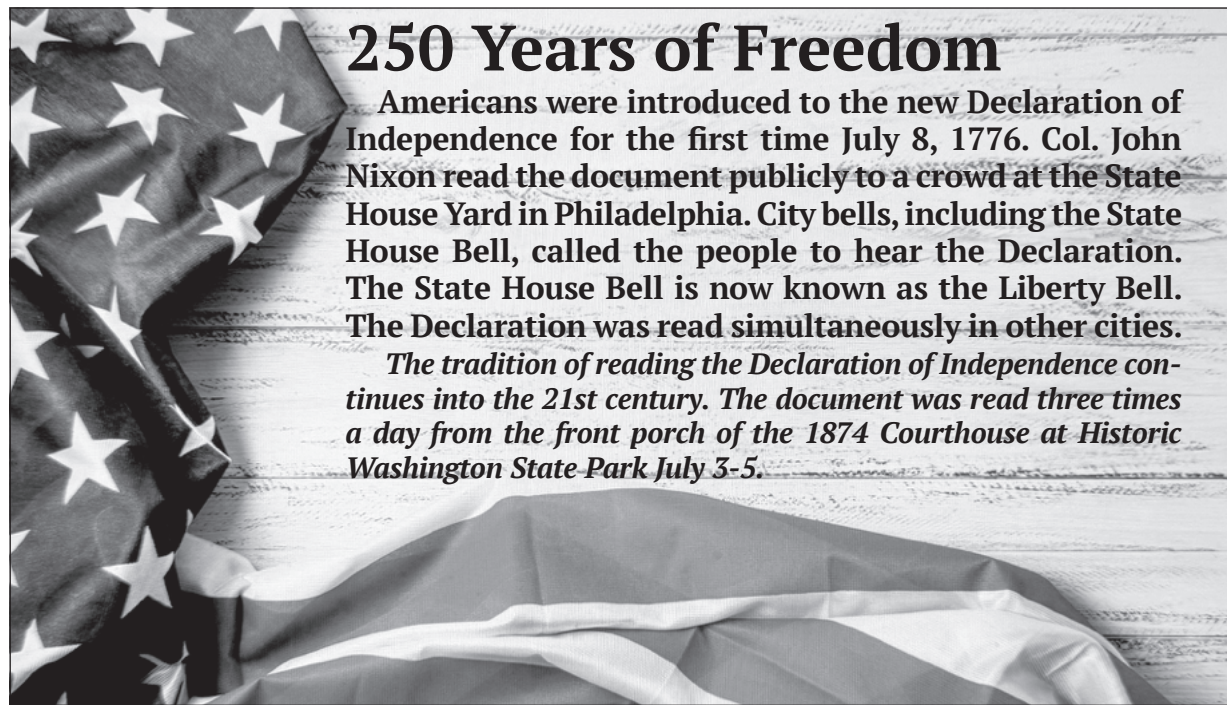 250 Years of Freedom
Americans were introduced to the new Declaration of
Independence for the first time July 8, 1776. Col. John
Nixon read the document publicly to a crowd at the State
House Yard in Philadelphia. City bells, including the State
House Bell, called the people to hear the Declaration.
The State House Bell is now known as the Liberty Bell.
The Declaration was read simultaneously in other cities.
The tradition of reading the Declaration of Independence con-
tinues into the 21st century. The document was read three times
a day from the front porch of the 1874 Courthouse at Historic
Washington State Park July 3-5.